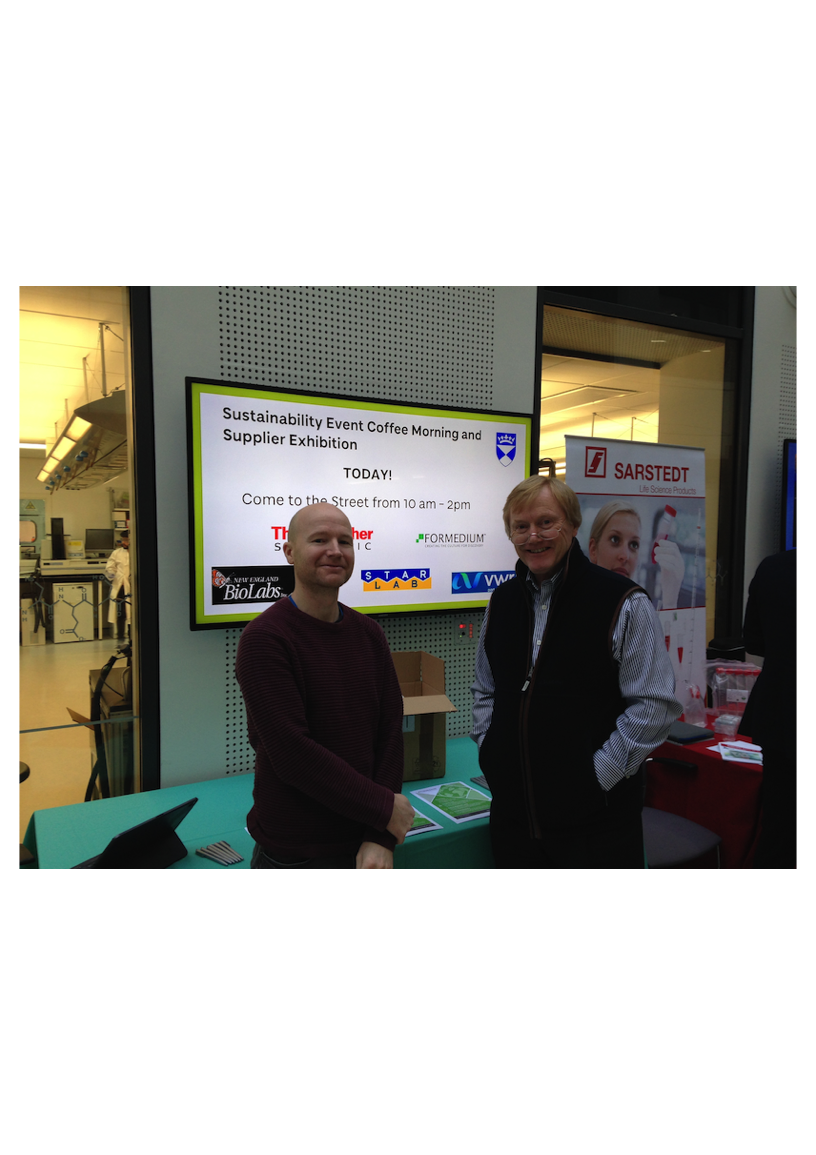 Sustainability Event Coffee Morning and
Supplier Exhibition
TODAY!
Come to the Street from 10 am - 2pm
FORMEDIUM
NEW ENGLAND
BioLabs
STAR
LAB
SARSTEDT
Life Science Products